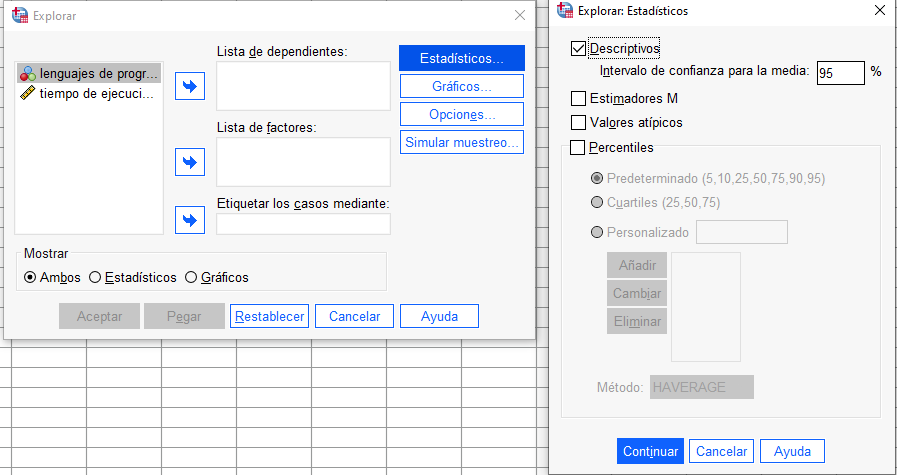 Explorar
Lista de dependientes:
lenguajes de progr...
tiempo de ejecuci...
Estadísticos...
Gráficos...
Opciones...
Simular muestreo...
Lista de factores:
Etiquetar los casos mediante:
Mostrar
Ambos
Estadísticos
Gráficos
Aceptar
Pegar
Restablecer
Cancelar
Ayuda
Explorar: Estadísticos
Descriptivos
Intervalo de confianza para la media: 95 %
Estimadores M
Valores atípicos
Percentiles
Predeterminado (5,10,25,50,75,90,95)
Cuartiles (25,50,75)
Personalizado
Añadir
Cambiar
Eliminar
Método: HAVERAGE
Continuar
Cancelar
Ayuda